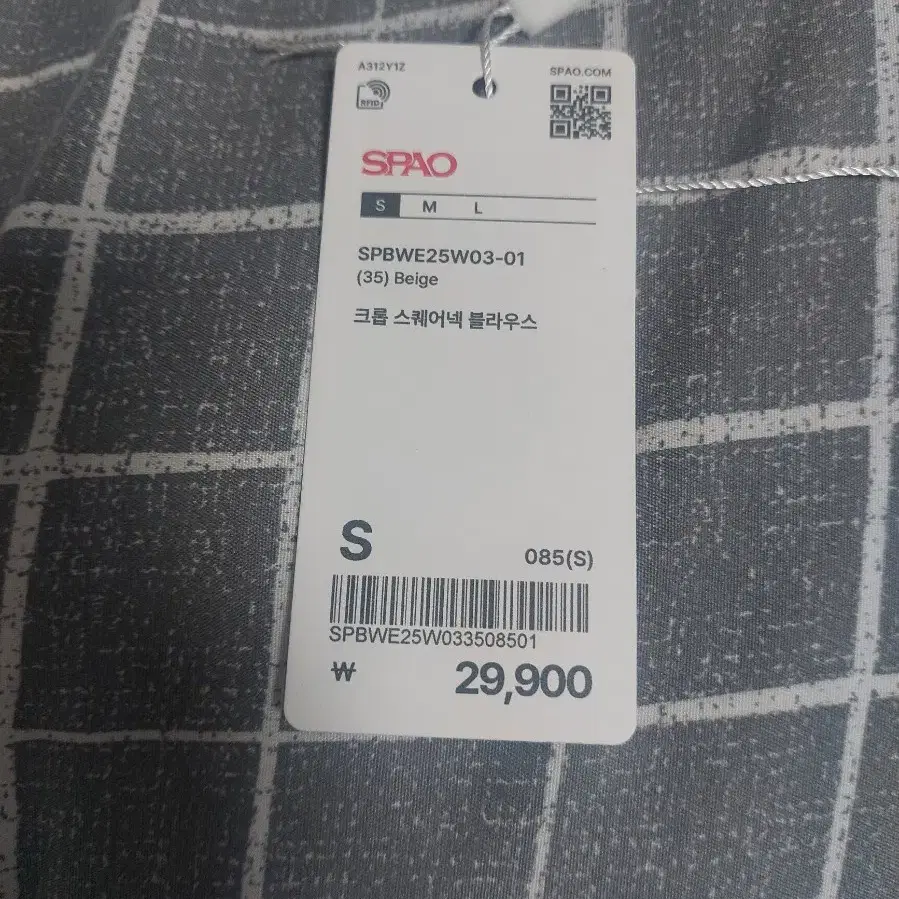 A312Y1Z
SPAO.COM
RFID
SPAO
S M L
SPBWE25W03-01
(35) Beige
크롭 스퀘어넥 블라우스
S
085(S)
SPBWE25W033508501
₩ 29,900